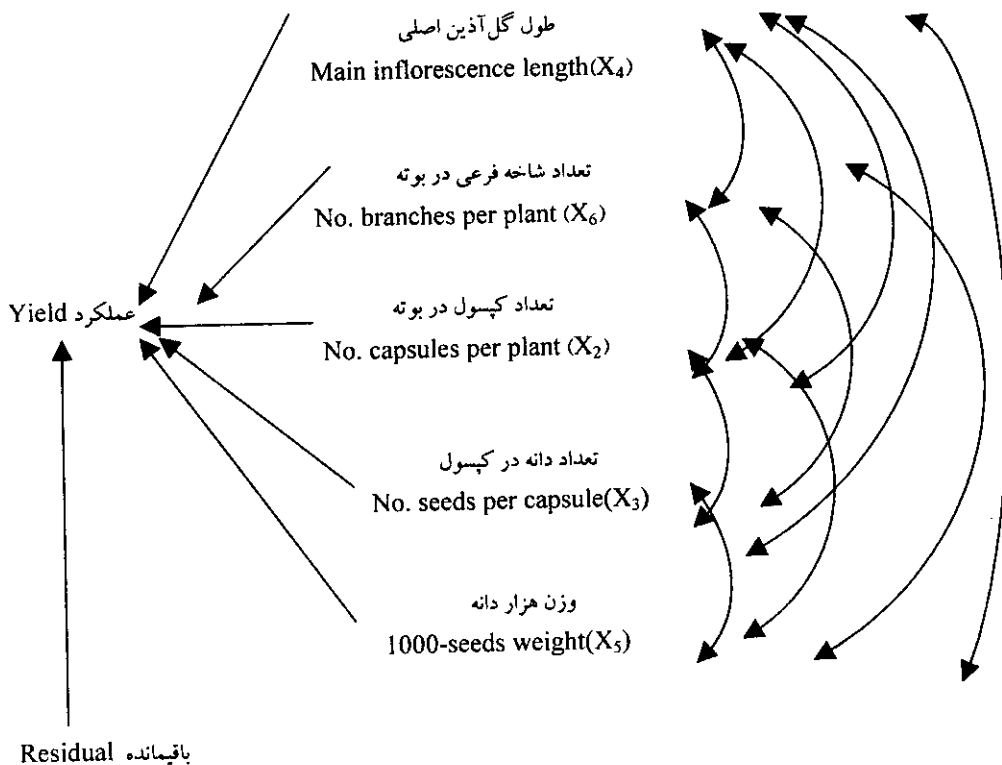 طول گل‌آذین اصلی
Main inflorescence length(X4)
تعداد شاخه فرعی در بوته
No. branches per plant (X6)
عملکرد Yield
تعداد کپسول در بوته
No. capsules per plant (X2)
تعداد دانه در کپسول
No. seeds per capsule(X3)
وزن هزار دانه
1000-seeds weight(X5)
باقیمانده Residual